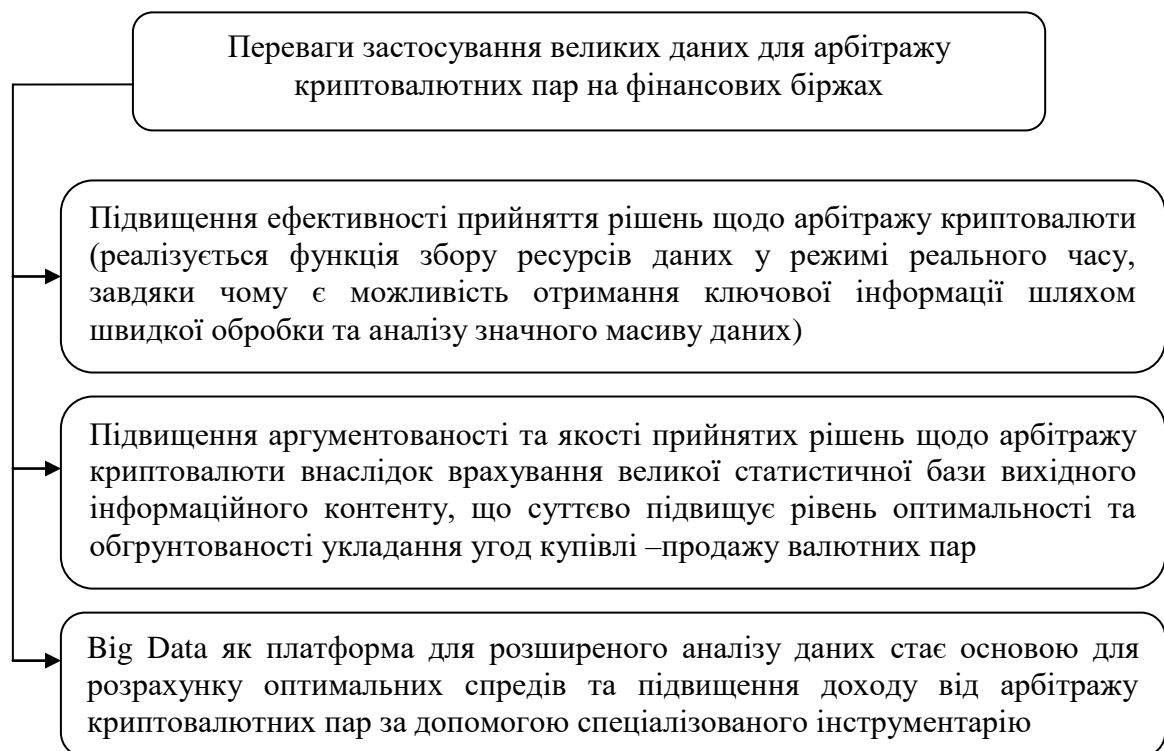 Переваги застосування великих даних для арбітражу
криптовалютних пар на фінансових біржах
Підвищення ефективності прийняття рішень щодо арбітражу криптовалюти
(реалізується функція збору ресурсів даних у режимі реального часу,
завдяки чому є можливість отримання ключової інформації шляхом
швидкої обробки та аналізу значного масиву даних)
Підвищення аргументованості та якості прийнятих рішень щодо арбітражу
криптовалюти внаслідок врахування великої статистичної бази вихідного
інформаційного контенту, що суттєво підвищує рівень оптимальності та
обгрунтованості укладання угод купівлі –продажу валютних пар
Big Data як платформа для розширеного аналізу даних стає основою для
розрахунку оптимальних спредів та підвищення доходу від арбітражу
криптовалютних пар за допомогою спеціалізованого інструментарію